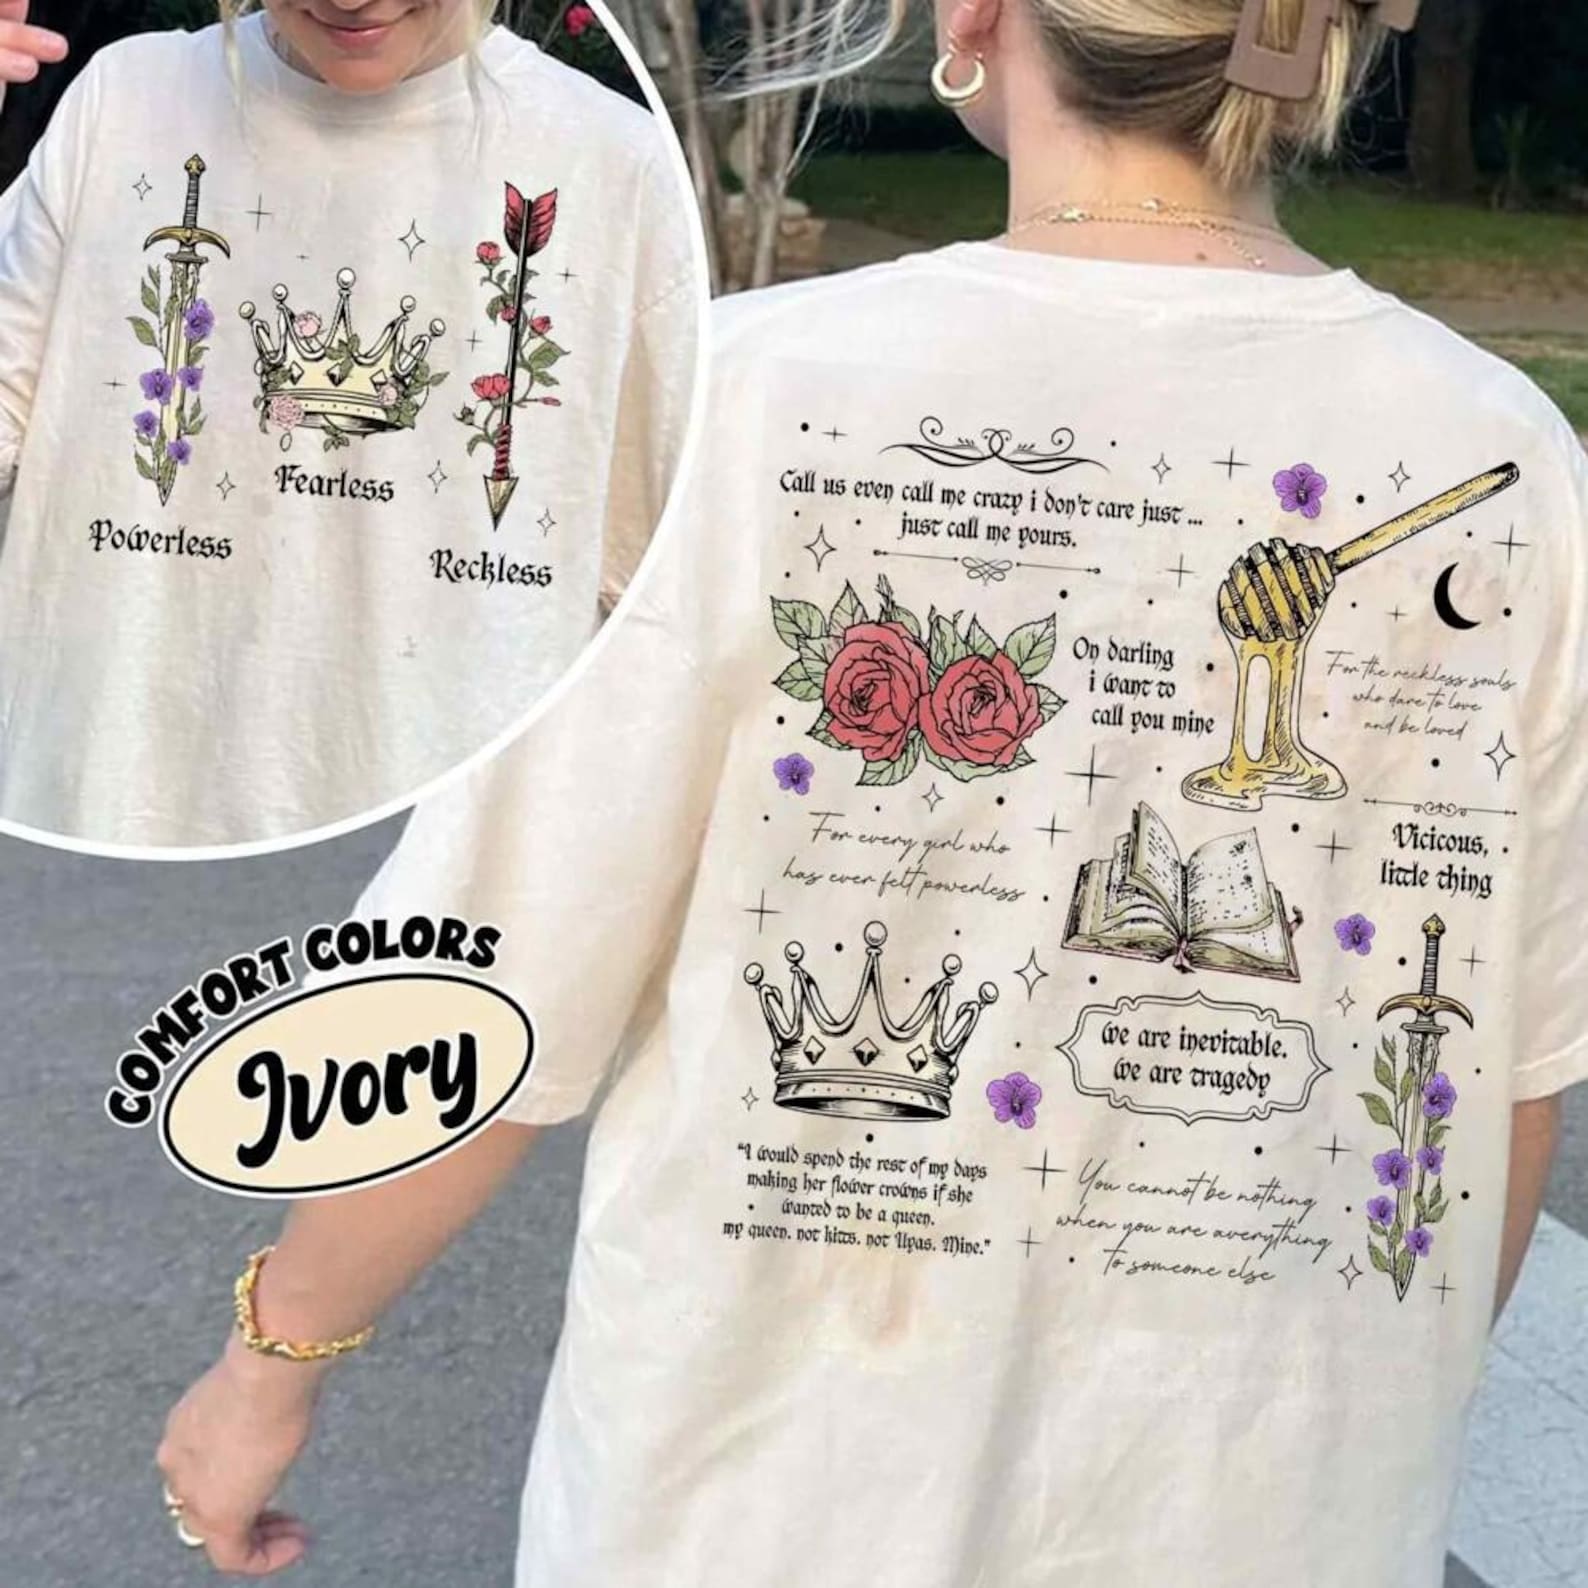 Powerless
Fearless
Reckless
COMFORT COLORS
Ivory
Call us even call me crazy i don't care just ...
just call me yours.
Oh darling
i want to
call you mine
For the reckless souls
who dare to love
and be loved
For every girl who
has ever felt powerless
Vicicous,
little thing
we are inevitable.
we are tragedy
"I would spend the rest of my days
making her flower crowns if she
wanted to be a queen.
my queen. not kitts. not Ilyas. Mine."
You cannot be nothing
when you are averything
to someone else